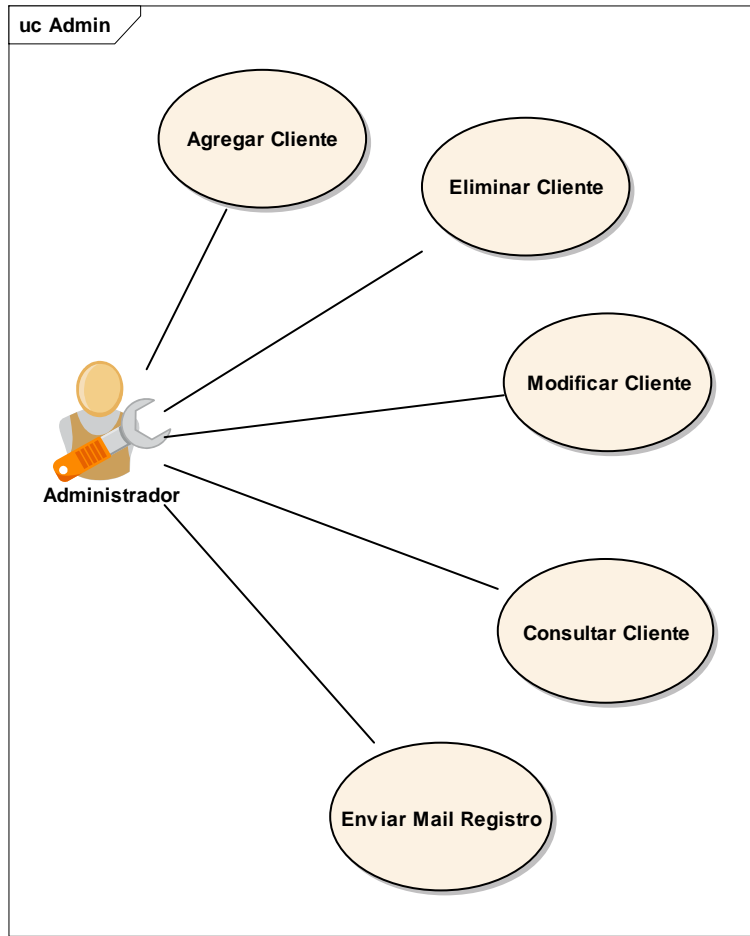 uc Admin
Agregar Cliente
Eliminar Cliente
Modificar Cliente
Administrador
Consultar Cliente
Enviar Mail Registro